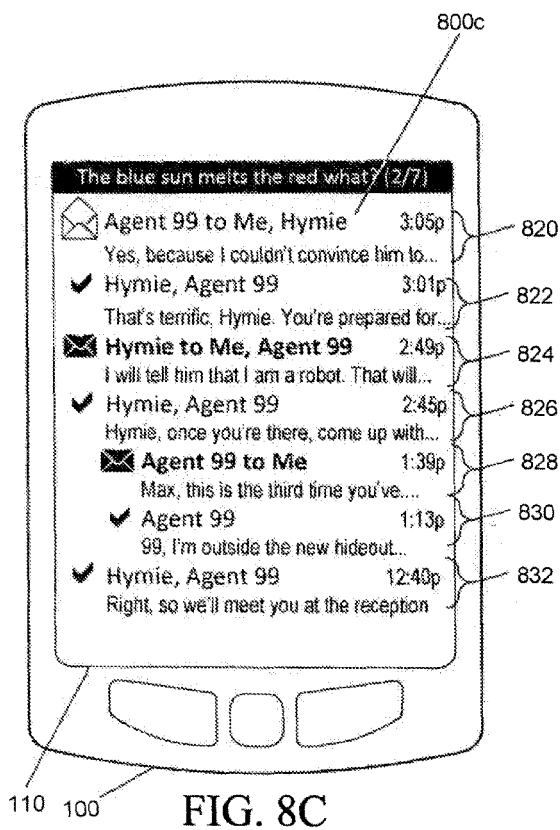 800c
The blue sun melts the red what? (2/7)
Agent 99 to Me, Hymie 3:05p
Yes, because I couldn't convince him to...
820
Hymie, Agent 99 3:01p
That's terrific, Hymie. You're prepared for...
822
Hymie to Me, Agent 99 2:49p
I will tell him that I am a robot. That will...
824
Hymie, Agent 99 2:45p
Hymie, once you're there, come up with...
826
Agent 99 to Me 1:39p
Max, this is the third time you've....
828
Agent 99 1:13p
99, I'm outside the new hideout...
830
Hymie, Agent 99 12:40p
Right, so we'll meet you at the reception
832
110 100
FIG. 8C